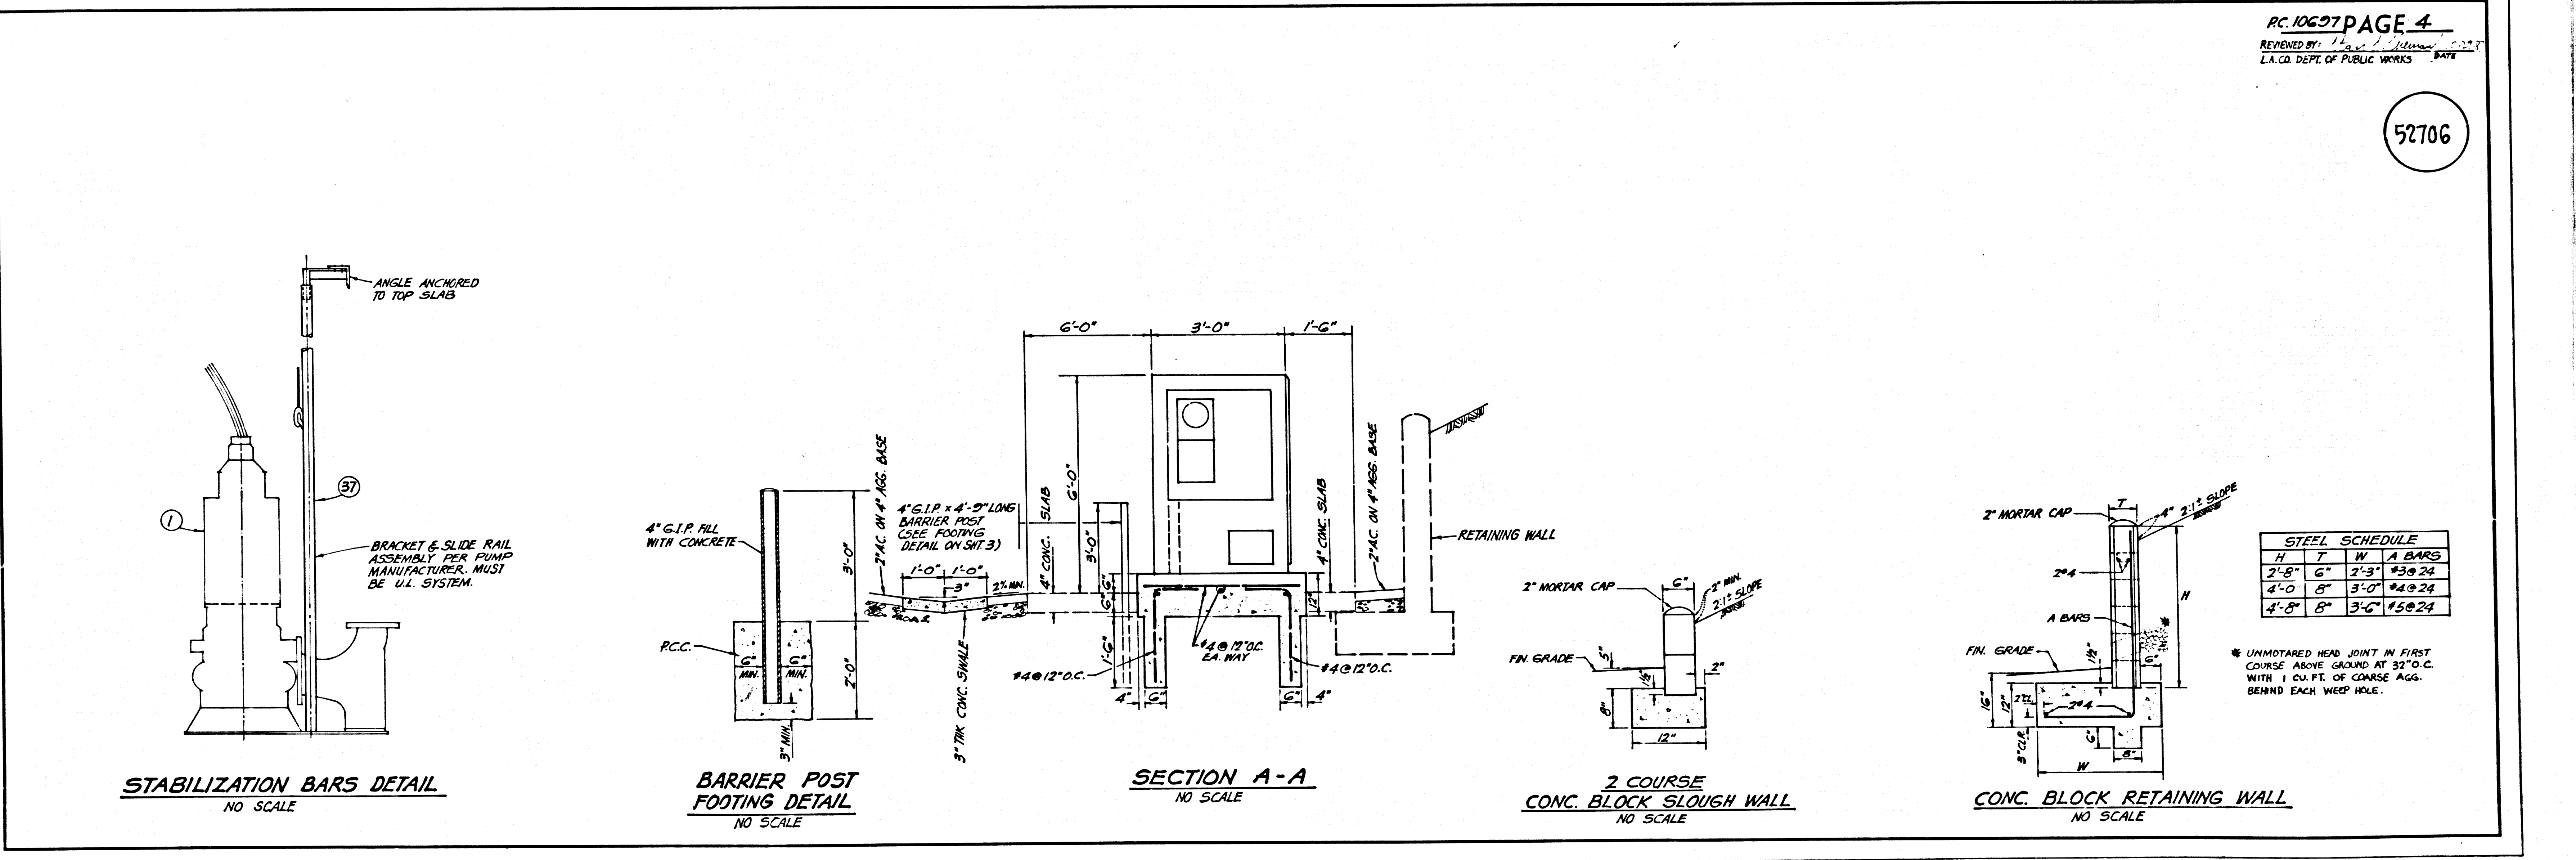 P.C. 10697 PAGE 4
REVIEWED BY:
L.A. CO. DEPT. OF PUBLIC WORKS DATE
52706
ANGLE ANCHORED
TO TOP SLAB
37
1
BRACKET & SLIDE RAIL
ASSEMBLY PER PUMP
MANUFACTURER. MUST
BE U.L. SYSTEM.
STABILIZATION BARS DETAIL
NO SCALE
4" G.I.P. FILL
WITH CONCRETE
3'-0"
P.C.C.
6"
MIN.
6"
MIN.
2'-0"
3" MIN.
BARRIER POST
FOOTING DETAIL
NO SCALE
6'-0"
3'-0"
1'-6"
2" A.C. ON 4" AGG. BASE
4" G.I.P. x 4'-9" LONG
BARRIER POST
(SEE FOOTING
DETAIL ON SHT. 3)
1'-0"
1'-0"
3"
2% MIN.
3'-0"
4" CONC. SLAB
6'-0"
6"
6"
1'-6"
12"
4" CONC. SLAB
2" A.C. ON 4" AGG. BASE
RETAINING WALL
3" THK CONC. SWALE
#4 @ 12" O.C.
#4 @ 12" O.C.
EA. WAY
#4 @ 12" O.C.
4"
6"
6"
4"
SECTION A-A
NO SCALE
2" MORTAR CAP
6"
2" MIN.
2:1± SLOPE
FIN. GRADE
5"
1½"
2"
8"
12"
2 COURSE
CONC. BLOCK SLOUGH WALL
NO SCALE
2" MORTAR CAP
T
4"
2:1± SLOPE
2#4
H
A BARS
*
FIN. GRADE
1½"
6"
16"
12"
2"CL.
2#4
3" CLR.
6"
8"
W
CONC. BLOCK RETAINING WALL
NO SCALE
STEEL SCHEDULE
H T W A BARS
2'-8" 6" 2'-3" #3@24
4'-0 8" 3'-0" #4@24
4'-8" 8" 3'-6" #5@24
* UNMOTARED HEAD JOINT IN FIRST
COURSE ABOVE GROUND AT 32" O.C.
WITH 1 CU. FT. OF COARSE AGG.
BEHIND EACH WEEP HOLE.